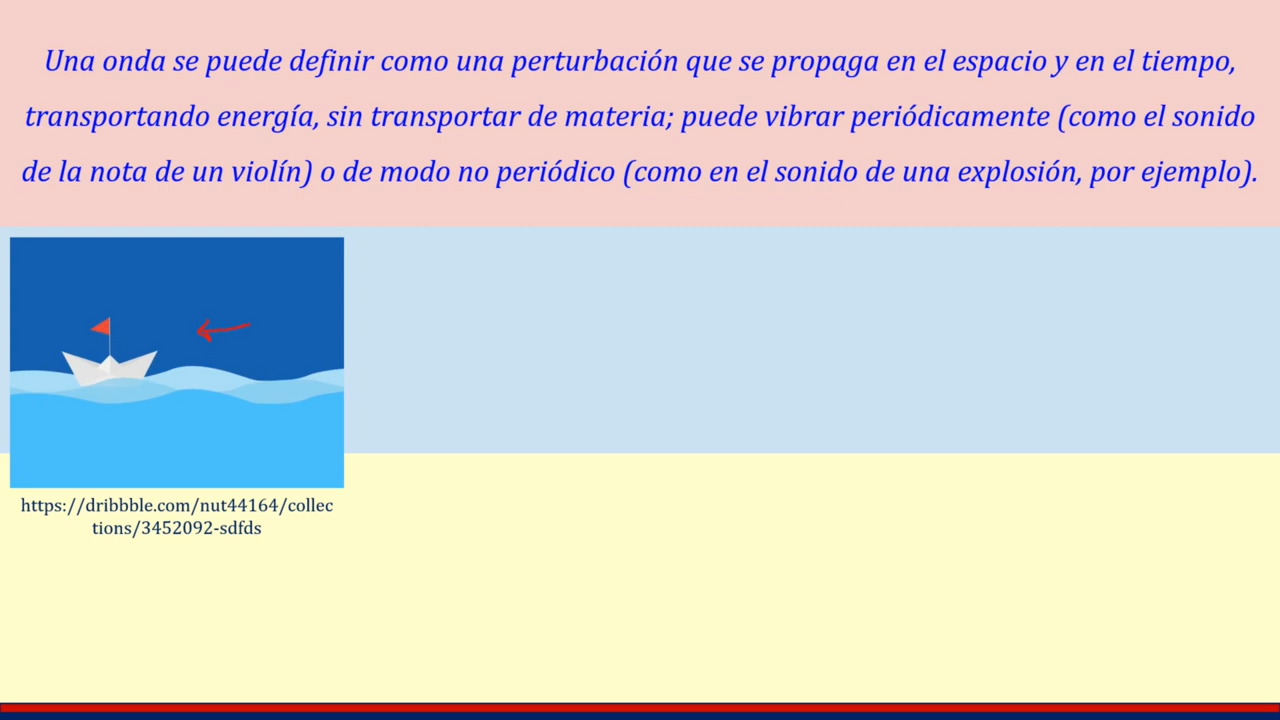 Una onda se puede definir como una perturbación que se propaga en el espacio y en el tiempo,
transportando energía, sin transportar de materia; puede vibrar periódicamente (como el sonido
de la nota de un violín) o de modo no periódico (como en el sonido de una explosión, por ejemplo).
https://dribbble.com/nut44164/collec
tions/3452092-sdfds